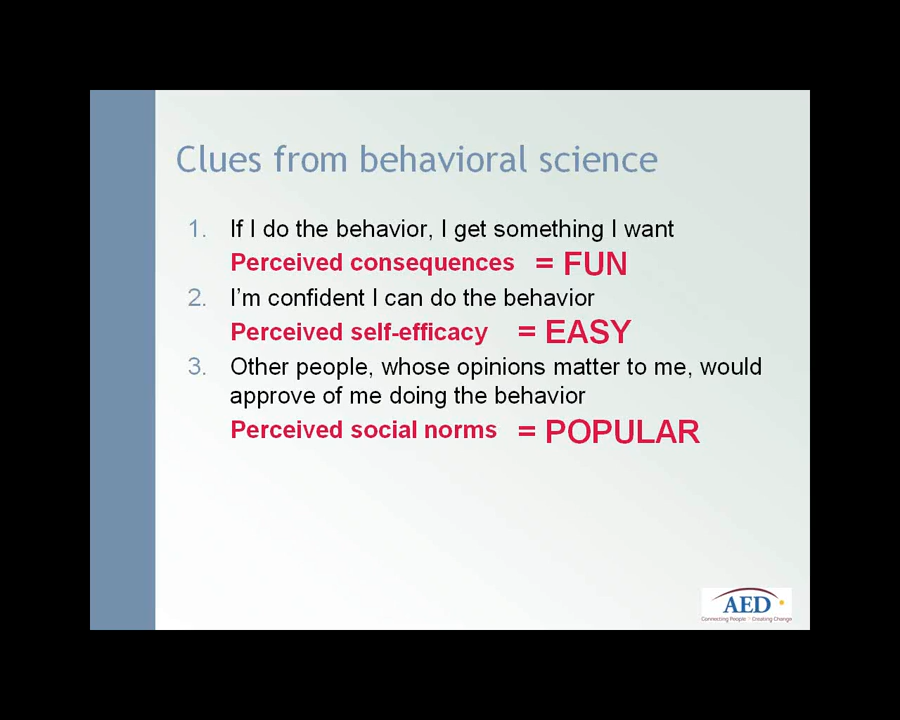 Clues from behavioral science
1. If I do the behavior, I get something I want
Perceived consequences = FUN
2. I'm confident I can do the behavior
Perceived self-efficacy = EASY
3. Other people, whose opinions matter to me, would
approve of me doing the behavior
Perceived social norms = POPULAR
AED
Connecting People Creating Change